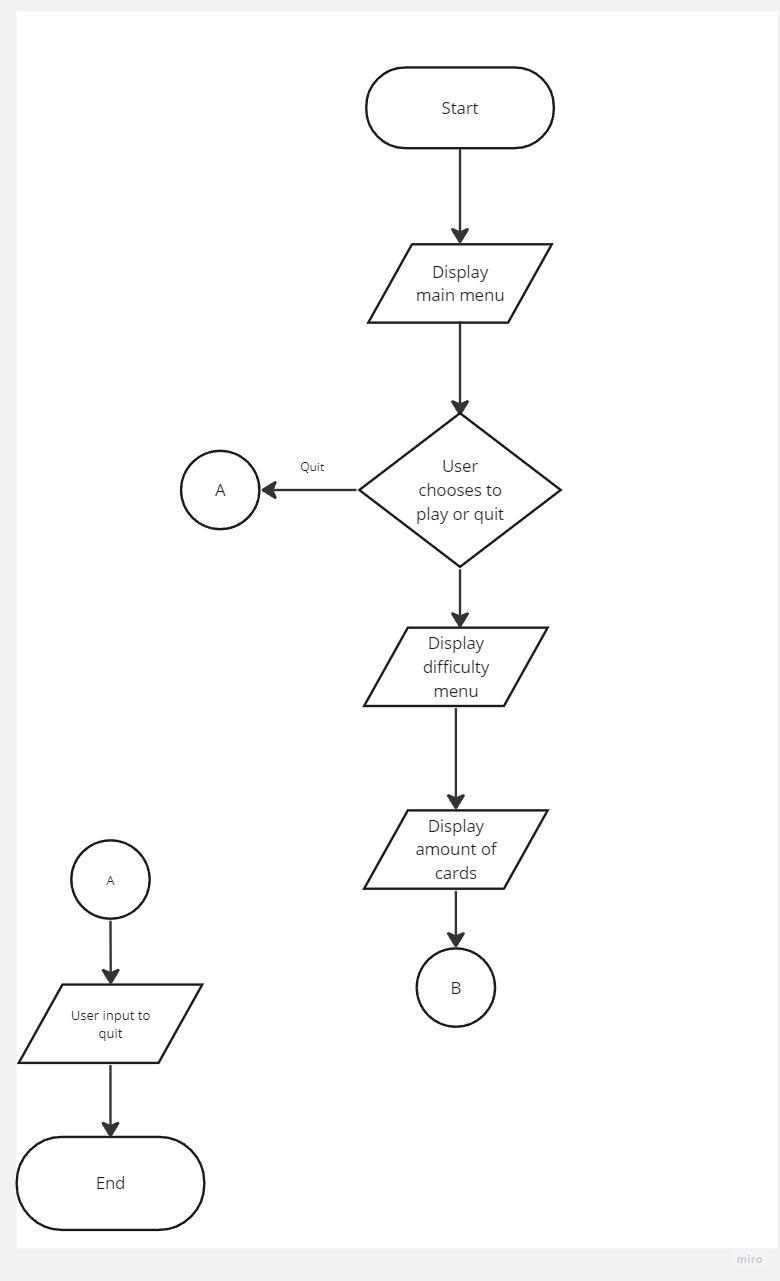 Start
Display
main menu
User
chooses to
play or quit
Quit
A
Display
difficulty
menu
Display
amount of
cards
B
A
User input to
quit
End
miro